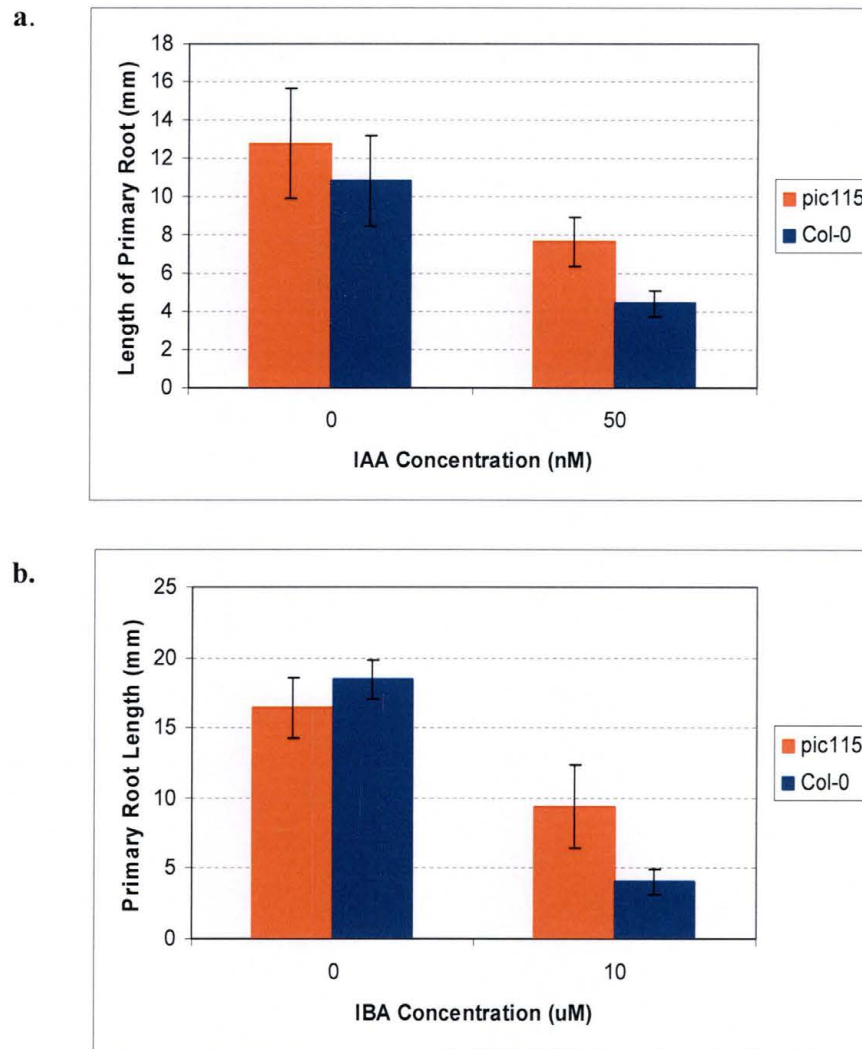 a.
18
16
14
12
10
8
6
4
2
0
Length of Primary Root (mm)
0
50
IAA Concentration (nM)
pic115
Col-0
b.
25
20
15
10
5
0
Primary Root Length (mm)
0
10
IBA Concentration (uM)
pic115
Col-0